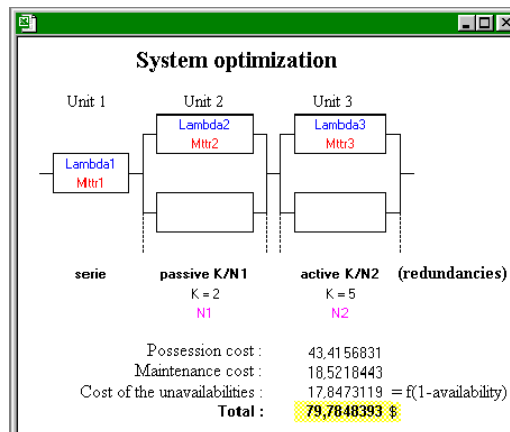 System optimization
Unit 1 Unit 2 Unit 3
Lambda2 Lambda3
Mttr2 Mttr3
Lambda1
Mttr1
serie passive K/N1 active K/N2 (redundancies)
K = 2 K = 5
N1 N2
Possession cost : 43,4156831
Maintenance cost : 18,5218443
Cost of the unavailabilities : 17,8473119 = f(1-availability)
Total : 79,7848393 $